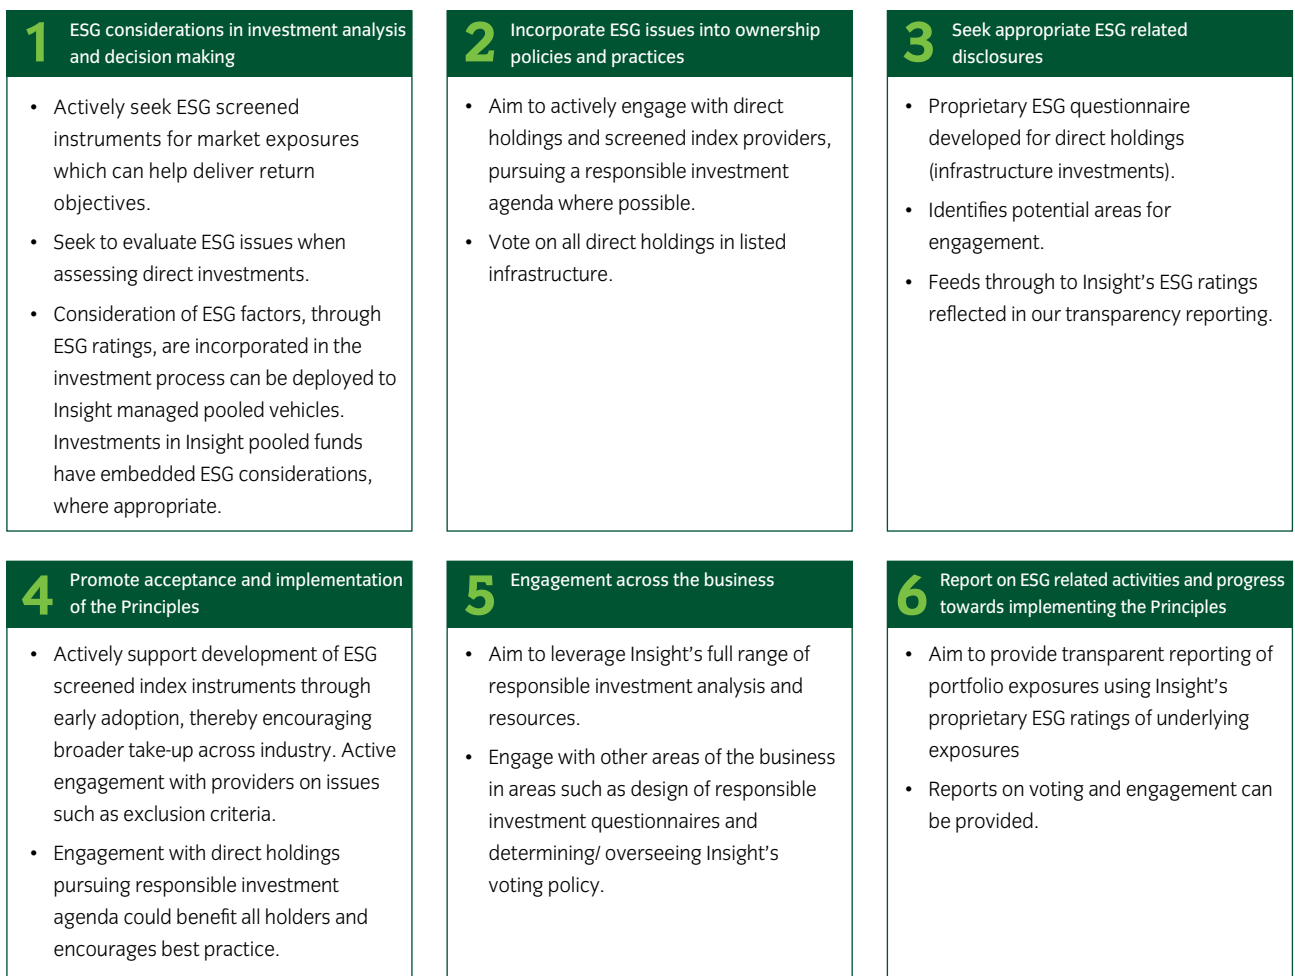 1
ESG considerations in investment analysis
and decision making
• Actively seek ESG screened
instruments for market exposures
which can help deliver return
objectives.
• Seek to evaluate ESG issues when
assessing direct investments.
• Consideration of ESG factors, through
ESG ratings, are incorporated in the
investment process can be deployed to
Insight managed pooled vehicles.
Investments in Insight pooled funds
have embedded ESG considerations,
where appropriate.
2
Incorporate ESG issues into ownership
policies and practices
• Aim to actively engage with direct
holdings and screened index providers,
pursuing a responsible investment
agenda where possible.
• Vote on all direct holdings in listed
infrastructure.
3
Seek appropriate ESG related
disclosures
• Proprietary ESG questionnaire
developed for direct holdings
(infrastructure investments).
• Identifies potential areas for
engagement.
• Feeds through to Insight's ESG ratings
reflected in our transparency reporting.
4
Promote acceptance and implementation
of the Principles
• Actively support development of ESG
screened index instruments through
early adoption, thereby encouraging
broader take-up across industry. Active
engagement with providers on issues
such as exclusion criteria.
• Engagement with direct holdings
pursuing responsible investment
agenda could benefit all holders and
encourages best practice.
5
Engagement across the business
• Aim to leverage Insight's full range of
responsible investment analysis and
resources.
• Engage with other areas of the business
in areas such as design of responsible
investment questionnaires and
determining/ overseeing Insight's
voting policy.
6
Report on ESG related activities and progress
towards implementing the Principles
• Aim to provide transparent reporting of
portfolio exposures using Insight's
proprietary ESG ratings of underlying
exposures
• Reports on voting and engagement can
be provided.